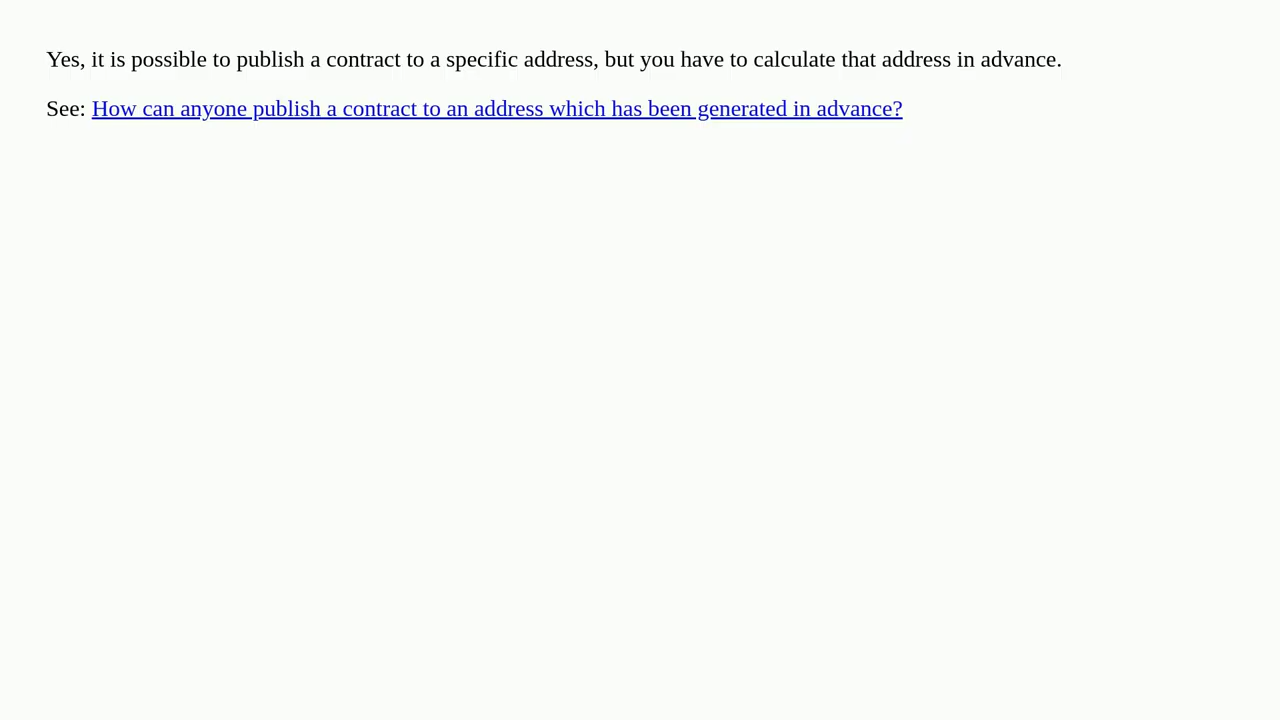 Yes, it is possible to publish a contract to a specific address, but you have to calculate that address in advance.
See: How can anyone publish a contract to an address which has been generated in advance?